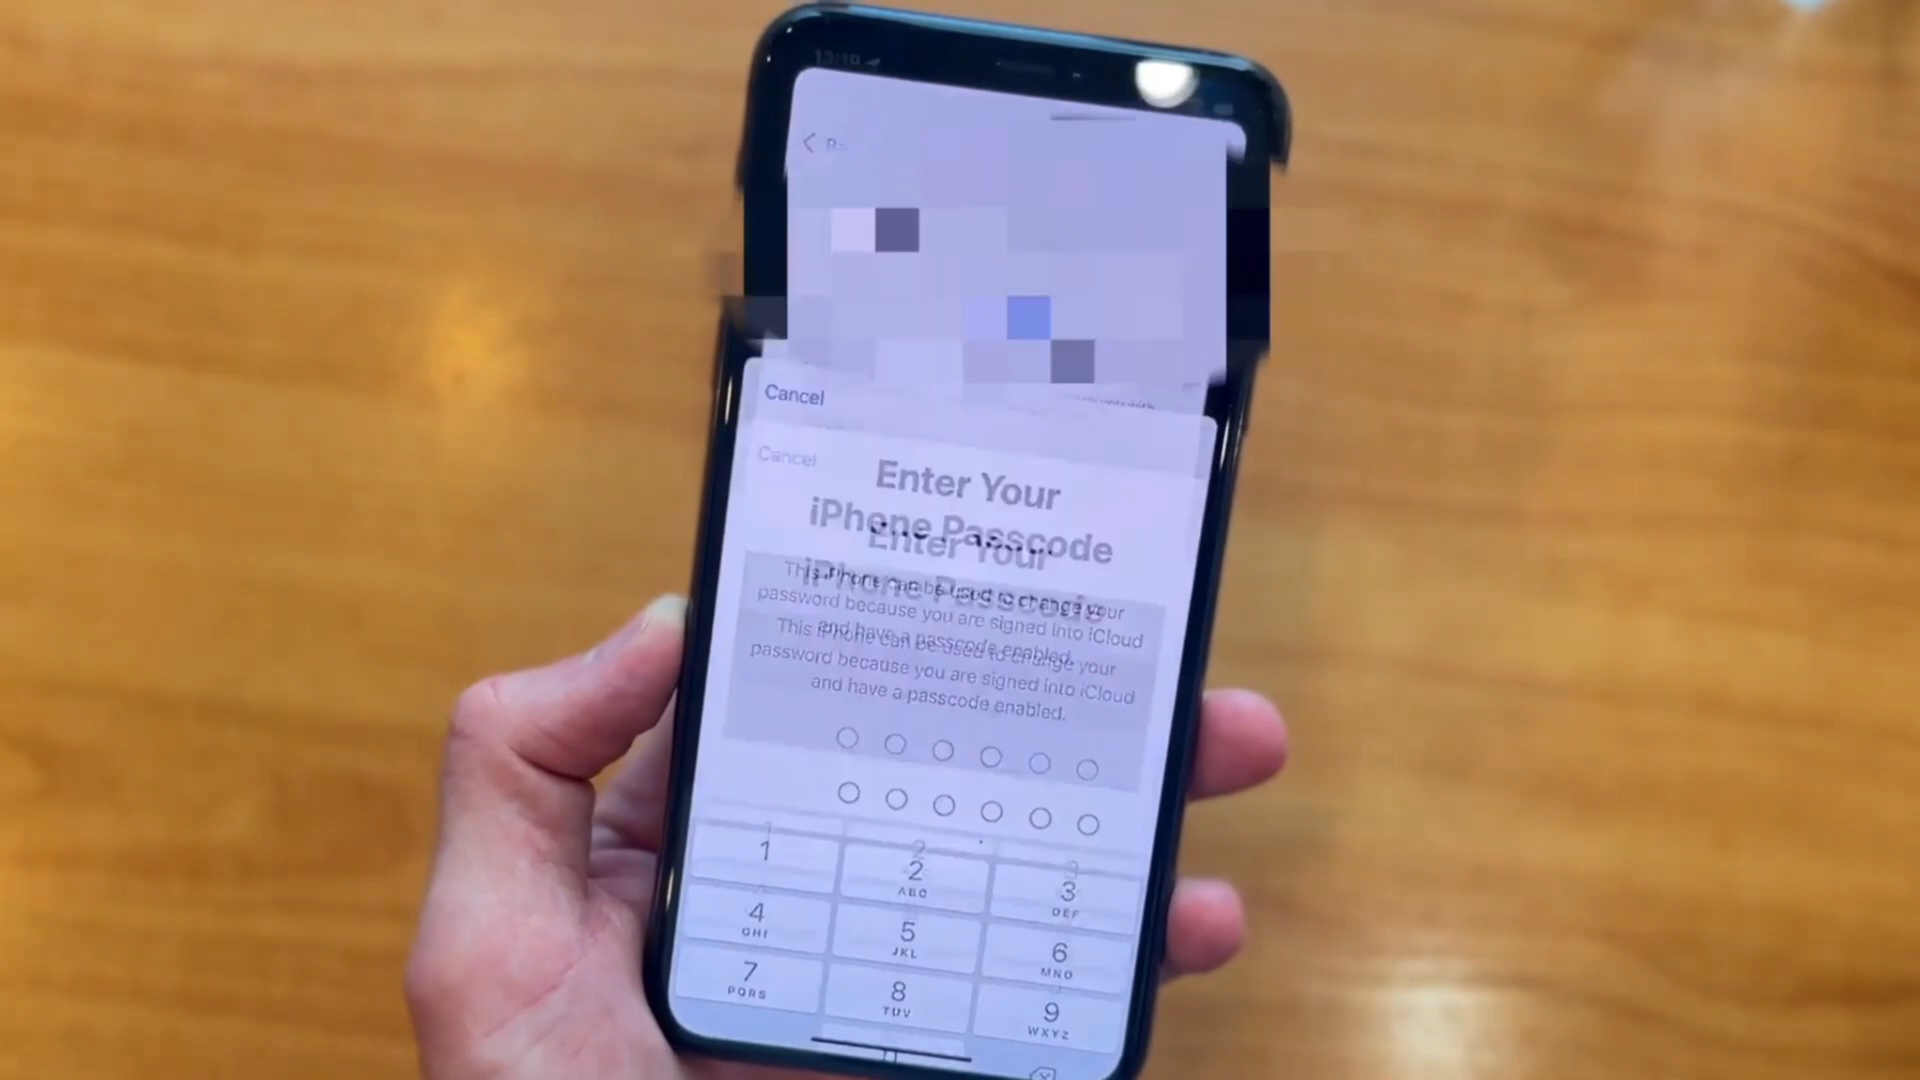 13:19
Cancel
Cancel
Enter Your
iPhone Passcode
Enter Your
iPhone Passcode
This iPhone can be used to change your
password because you are signed into iCloud
and have a passcode enabled.
This iPhone can be used to change your
password because you are signed into iCloud
and have a passcode enabled.
1 2 3
ABC DEF
4 5 6
GHI JKL MNO
7 8 9
PQRS TUV WXYZ